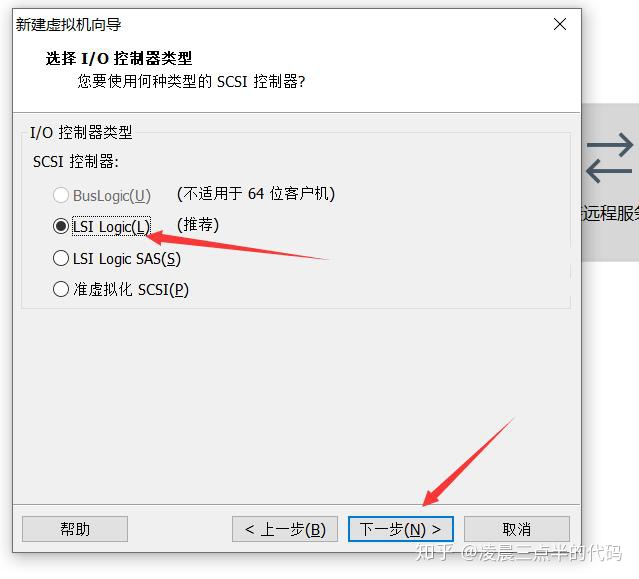 新建虚拟机向导
选择 I/O 控制器类型
您要使用何种类型的 SCSI 控制器?
I/O 控制器类型
SCSI 控制器:
BusLogic(U) (不适用于 64 位客户机)
LSI Logic(L) (推荐)
LSI Logic SAS(S)
准虚拟化 SCSI(P)
远程服务
帮助
< 上一步(B)
下一步(N) >
取消
知乎 @凌晨三点半的代码